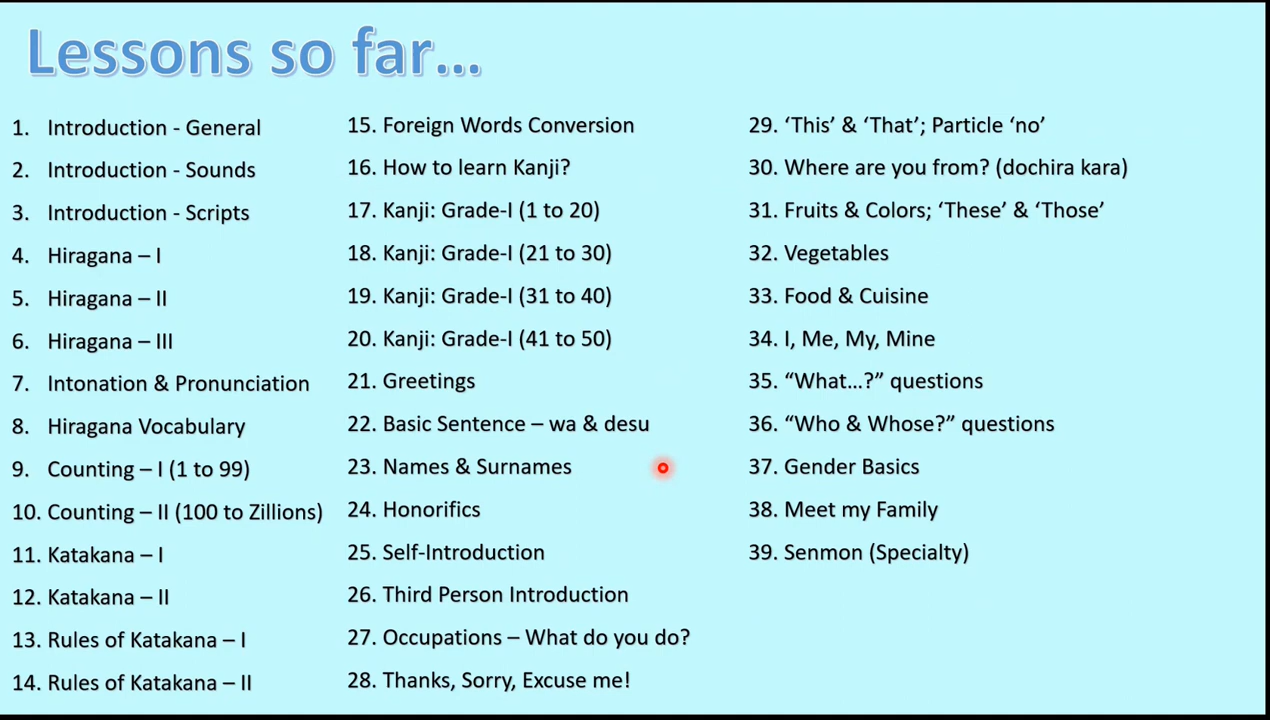 Lessons so far...
1. Introduction - General
2. Introduction - Sounds
3. Introduction - Scripts
4. Hiragana – I
5. Hiragana – II
6. Hiragana – III
7. Intonation & Pronunciation
8. Hiragana Vocabulary
9. Counting – I (1 to 99)
10. Counting – II (100 to Zillions)
11. Katakana – I
12. Katakana – II
13. Rules of Katakana – I
14. Rules of Katakana – II
15. Foreign Words Conversion
16. How to learn Kanji?
17. Kanji: Grade-I (1 to 20)
18. Kanji: Grade-I (21 to 30)
19. Kanji: Grade-I (31 to 40)
20. Kanji: Grade-I (41 to 50)
21. Greetings
22. Basic Sentence – wa & desu
23. Names & Surnames
24. Honorifics
25. Self-Introduction
26. Third Person Introduction
27. Occupations – What do you do?
28. Thanks, Sorry, Excuse me!
29. ‘This’ & ‘That’; Particle ‘no’
30. Where are you from? (dochira kara)
31. Fruits & Colors; ‘These’ & ‘Those’
32. Vegetables
33. Food & Cuisine
34. I, Me, My, Mine
35. “What...?” questions
36. “Who & Whose?” questions
37. Gender Basics
38. Meet my Family
39. Senmon (Specialty)